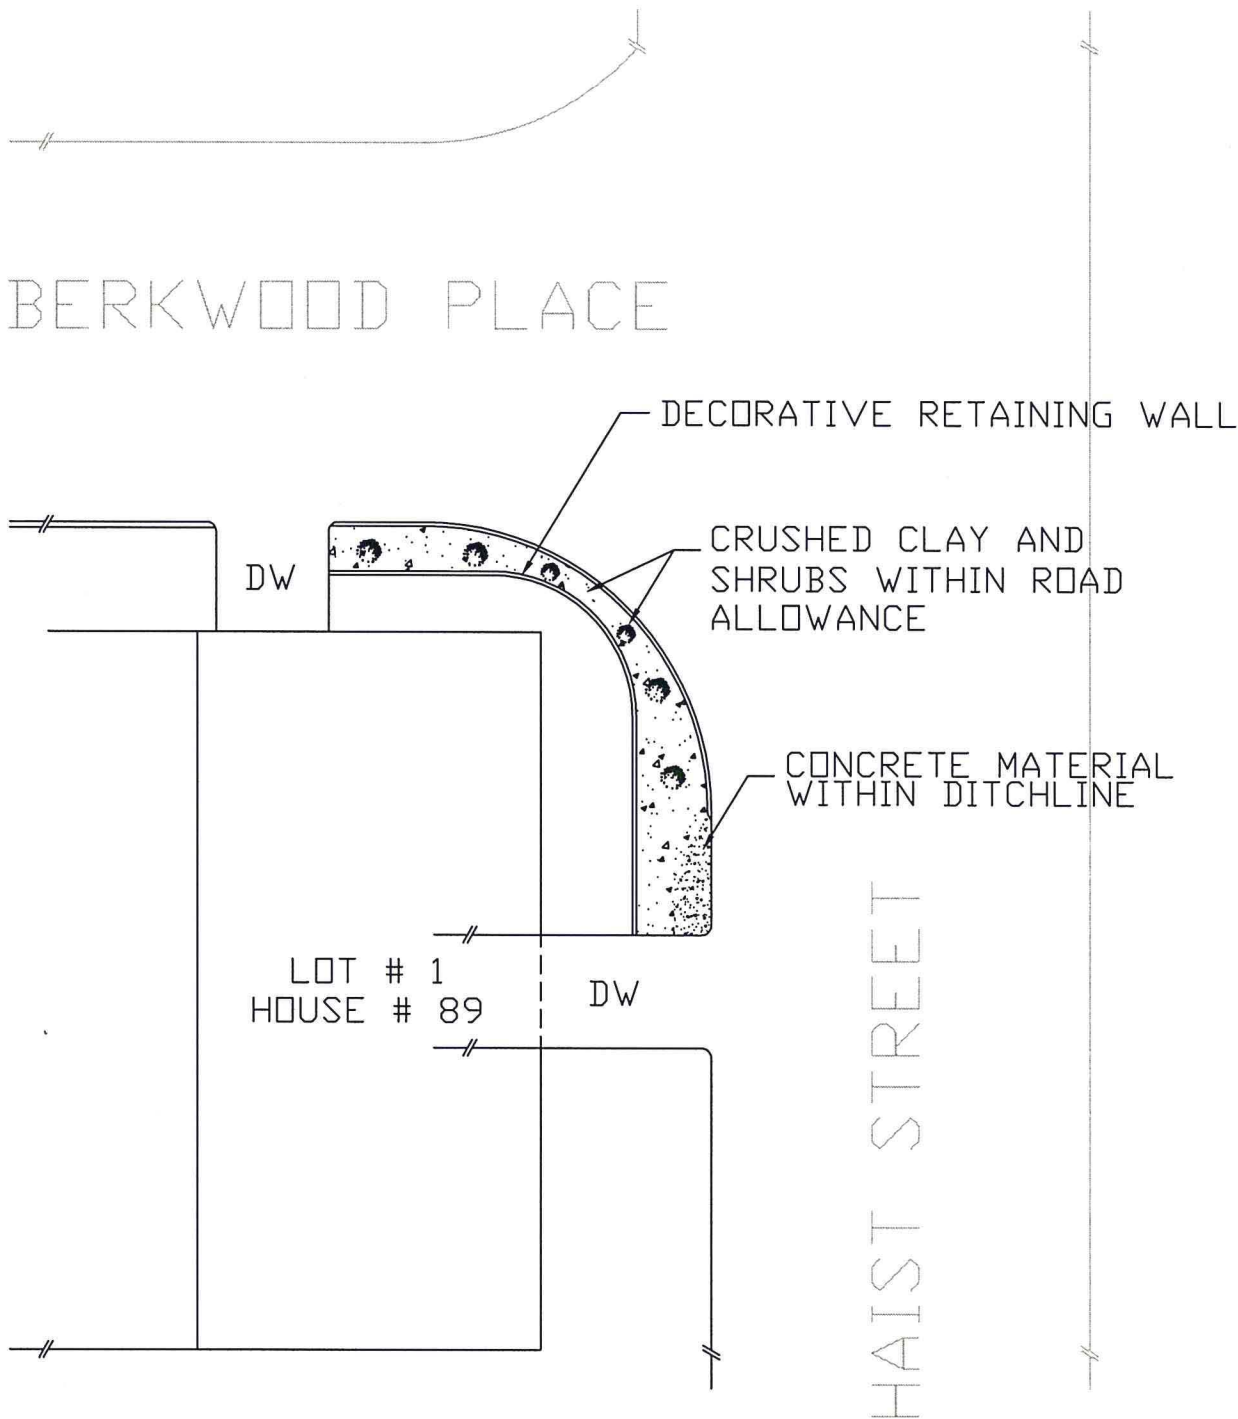 BERKWOOD PLACE
DECORATIVE RETAINING WALL
CRUSHED CLAY AND
SHRUBS WITHIN ROAD
ALLOWANCE
DW
CONCRETE MATERIAL
WITHIN DITCHLINE
LOT # 1
HOUSE # 89
DW
HAIST STREET